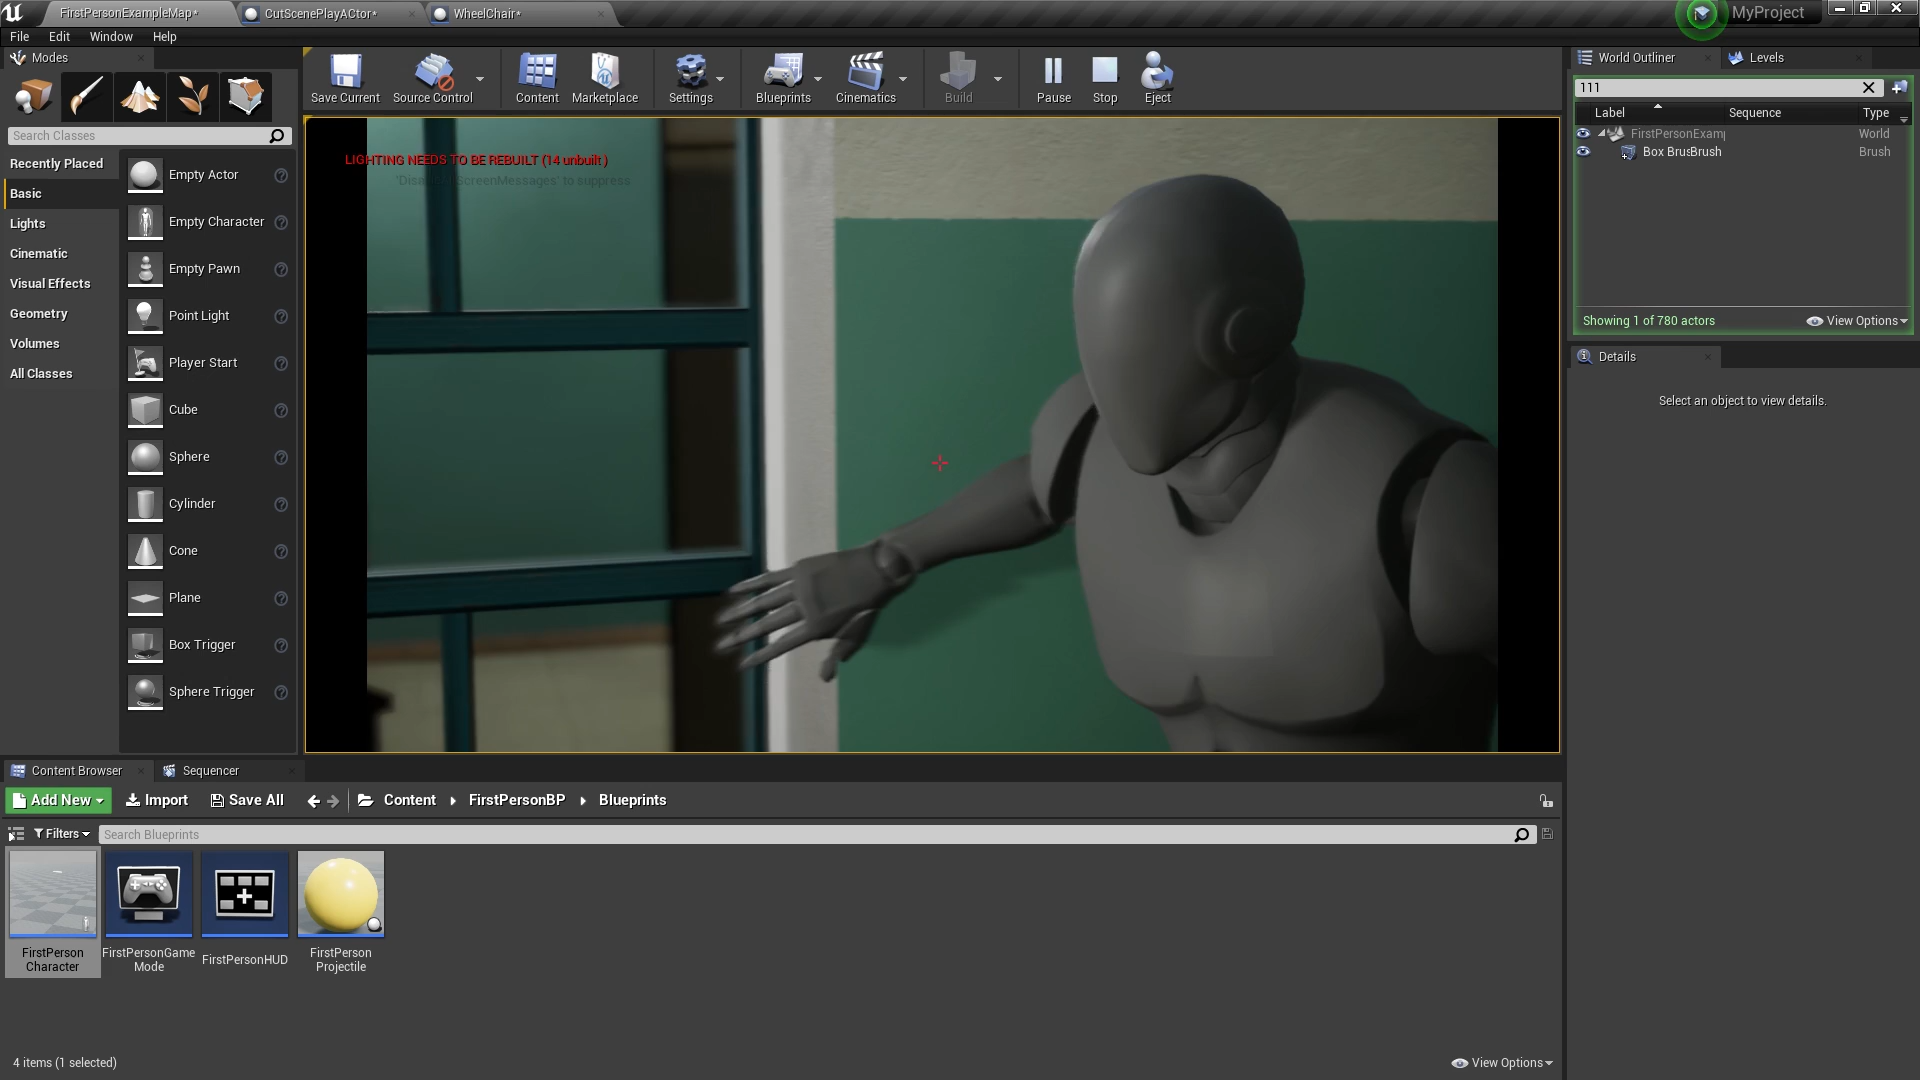 FirstPersonExampleMap*
CutScenePlayACtor*
WheelChair*
MyProject
File Edit Window Help
Modes
Search Classes
Recently Placed
Basic
Lights
Cinematic
Visual Effects
Geometry
Volumes
All Classes
Empty Actor
Empty Character
Empty Pawn
Point Light
Player Start
Cube
Sphere
Cylinder
Cone
Plane
Box Trigger
Sphere Trigger
Save Current
Source Control
Content
Marketplace
Settings
Blueprints
Cinematics
Build
Pause
Stop
Eject
LIGHTING NEEDS TO BE REBUILT (14 unbuilt)
ScreenMessages' to suppress
World Outliner
Levels
111
Label Sequence Type
FirstPersonExam World
Box BrusBrush Brush
Showing 1 of 780 actors
View Options
Details
Select an object to view details.
Content Browser
Sequencer
Add New
Import
Save All
Content
FirstPersonBP
Blueprints
Filters
Search Blueprints
FirstPerson
Character
FirstPersonGame
Mode
FirstPersonHUD
FirstPerson
Projectile
4 items (1 selected)
View Options